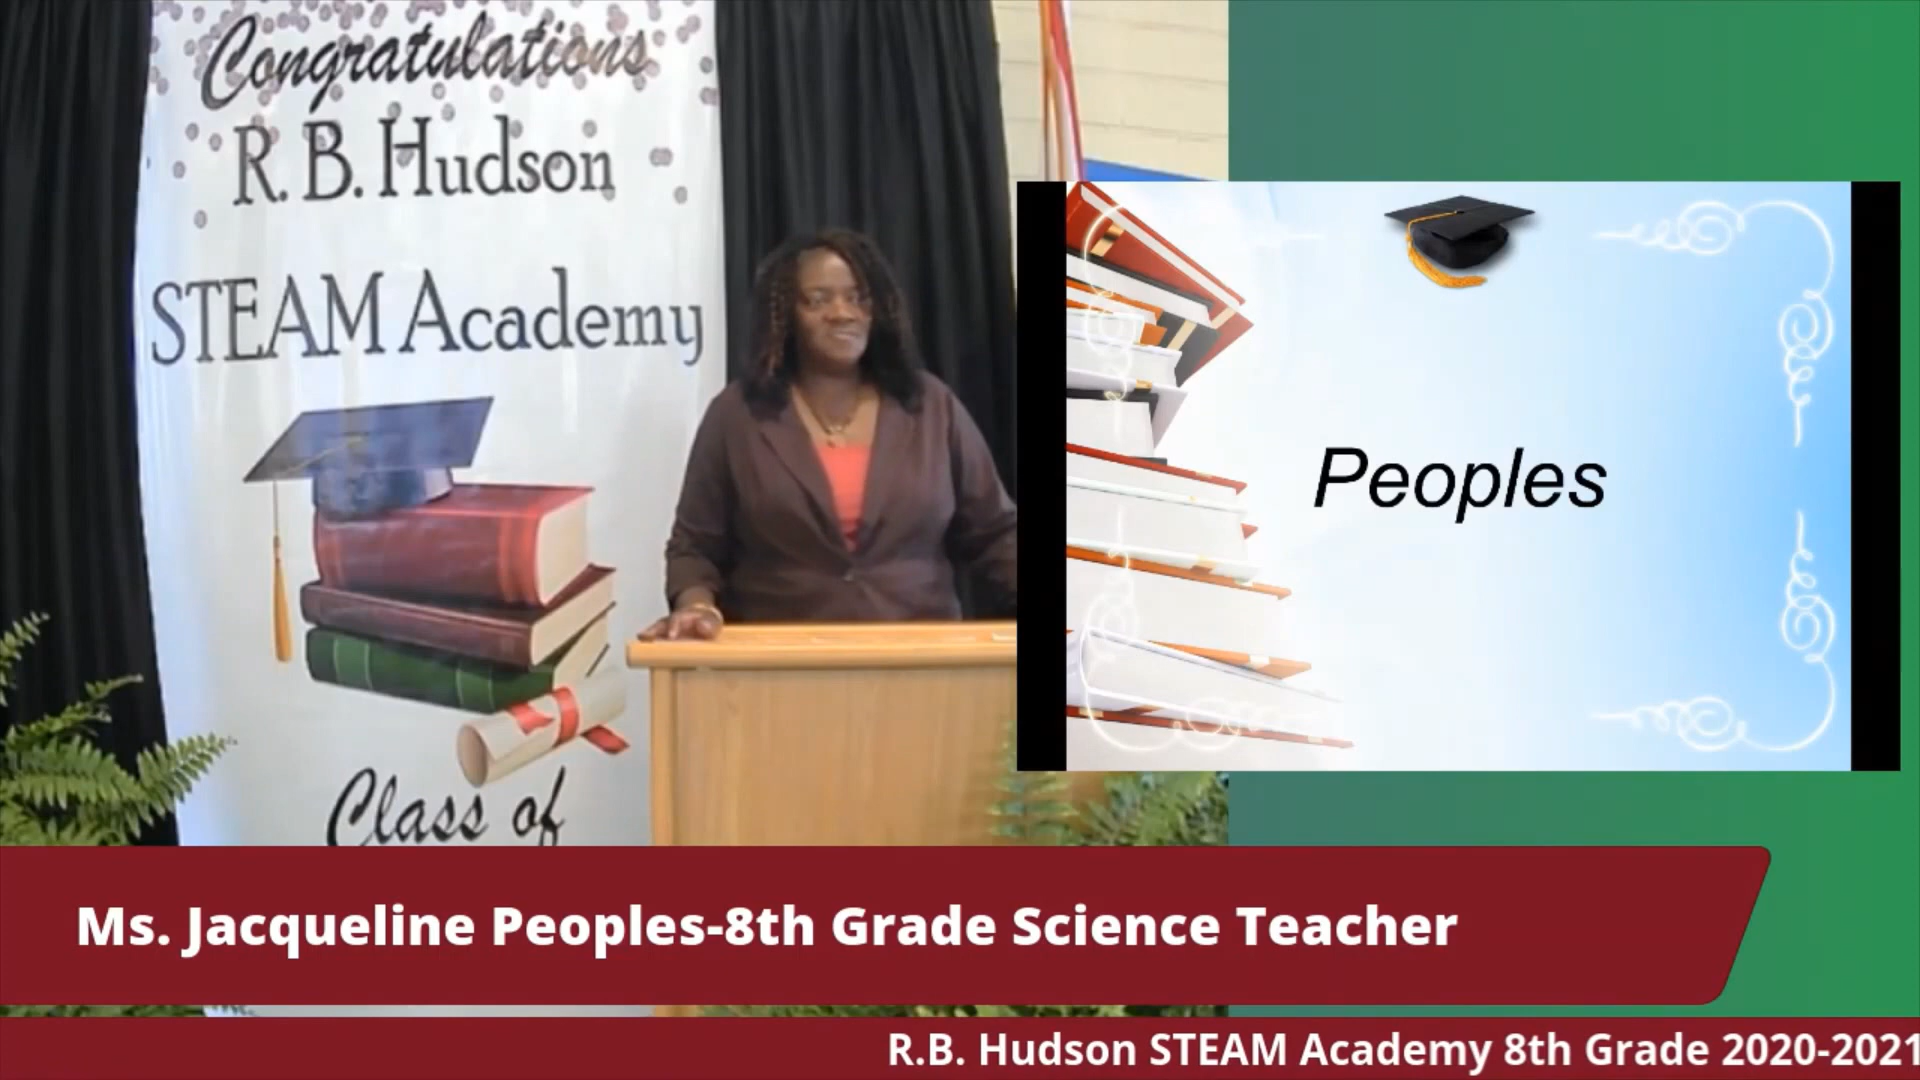 Congratulations
R. B. Hudson
STEAM Academy
Class of
Peoples
Ms. Jacqueline Peoples-8th Grade Science Teacher
R.B. Hudson STEAM Academy 8th Grade 2020-2021